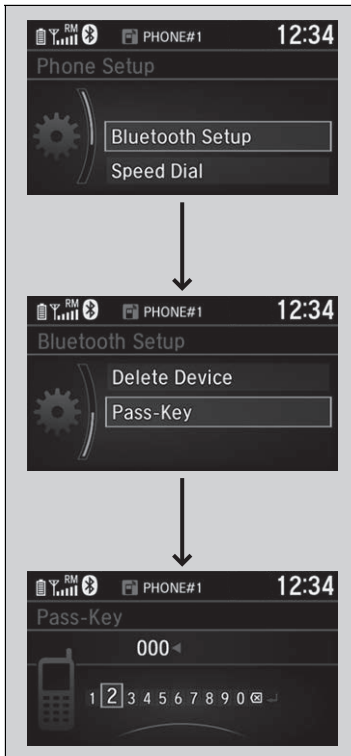 RM PHONE#1 12:34
Phone Setup
Bluetooth Setup
Speed Dial
RM PHONE#1 12:34
Bluetooth Setup
Delete Device
Pass-Key
RM PHONE#1 12:34
Pass-Key
000
1 2 3 4 5 6 7 8 9 0